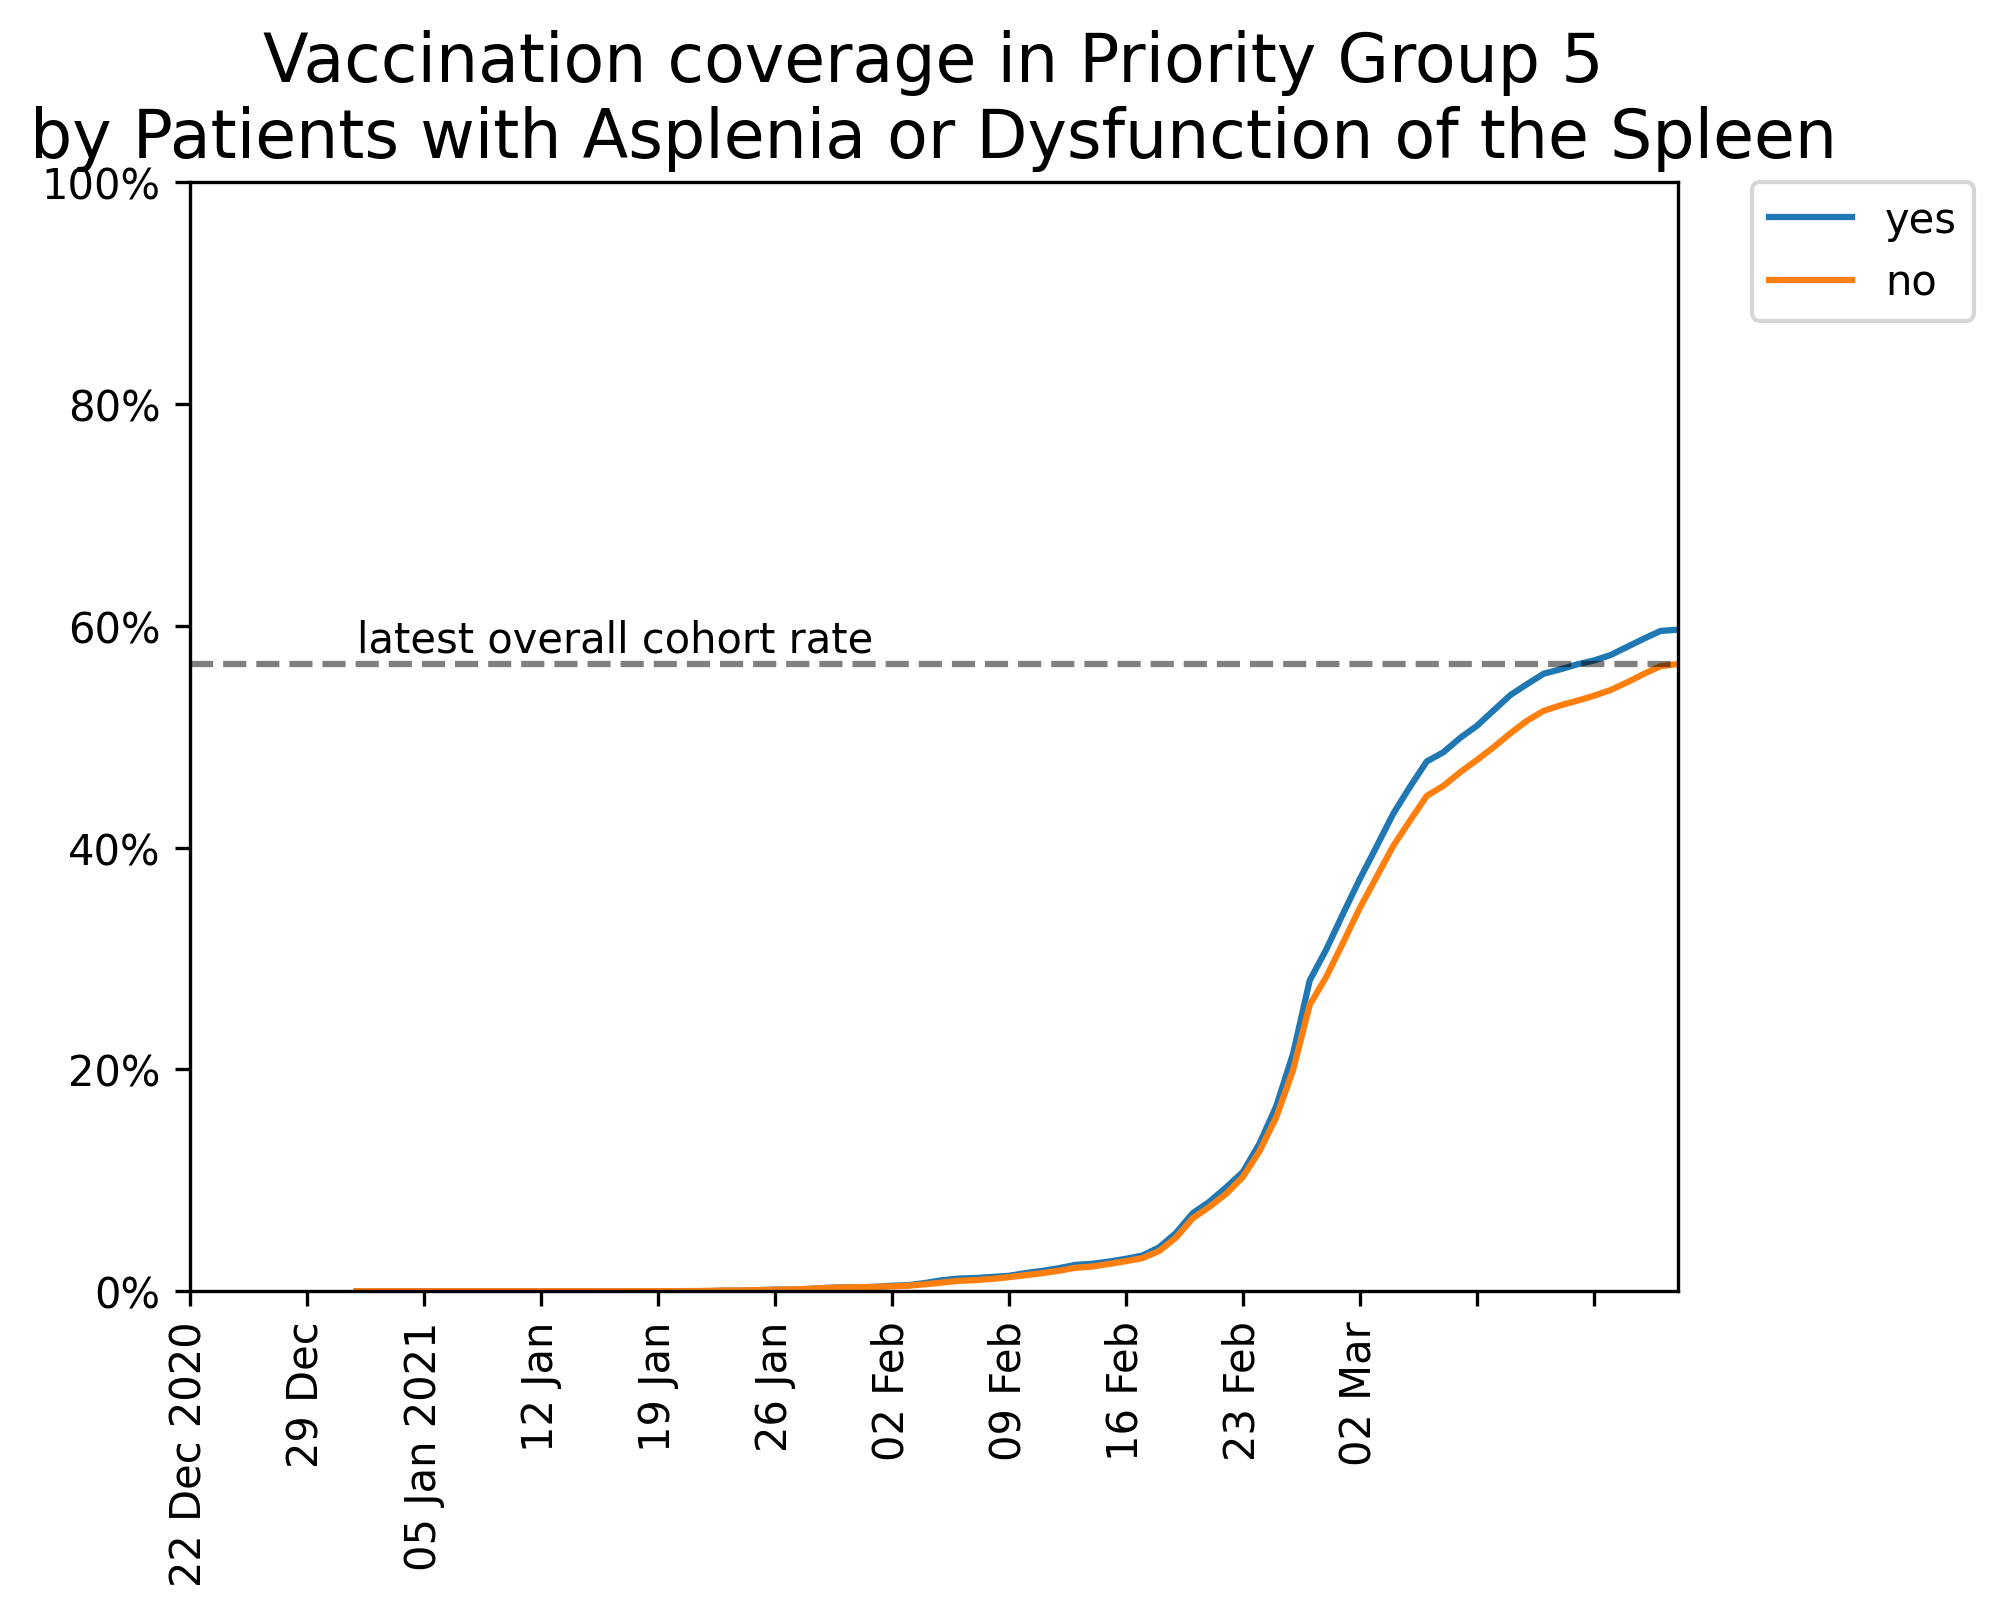 Vaccination coverage in Priority Group 5
by Patients with Asplenia or Dysfunction of the Spleen
100%
80%
60%
40%
20%
0%
latest overall cohort rate
yes
no
22 Dec 2020
29 Dec
05 Jan 2021
12 Jan
19 Jan
26 Jan
02 Feb
09 Feb
16 Feb
23 Feb
02 Mar